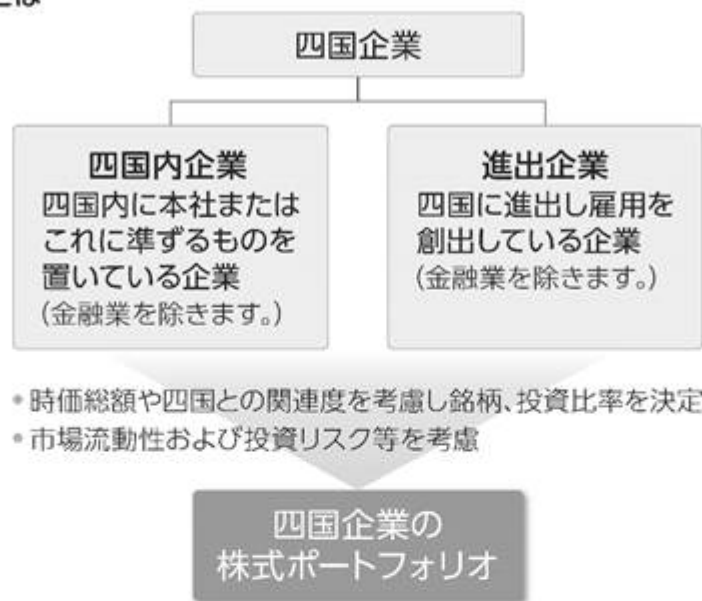 とは
四国企業
四国内企業
四国内に本社または
これに準ずるものを
置いている企業
(金融業を除きます。)
進出企業
四国に進出し雇用を
創出している企業
(金融業を除きます。)
•時価総額や四国との関連度を考慮し銘柄、投資比率を決定
•市場流動性および投資リスク等を考慮
四国企業の
株式ポートフォリオ